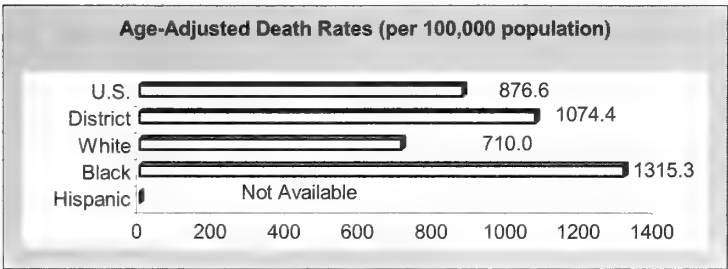 Age-Adjusted Death Rates (per 100,000 population)
U.S. 876.6
District 1074.4
White 710.0
Black 1315.3
Hispanic Not Available
0 200 400 600 800 1000 1200 1400